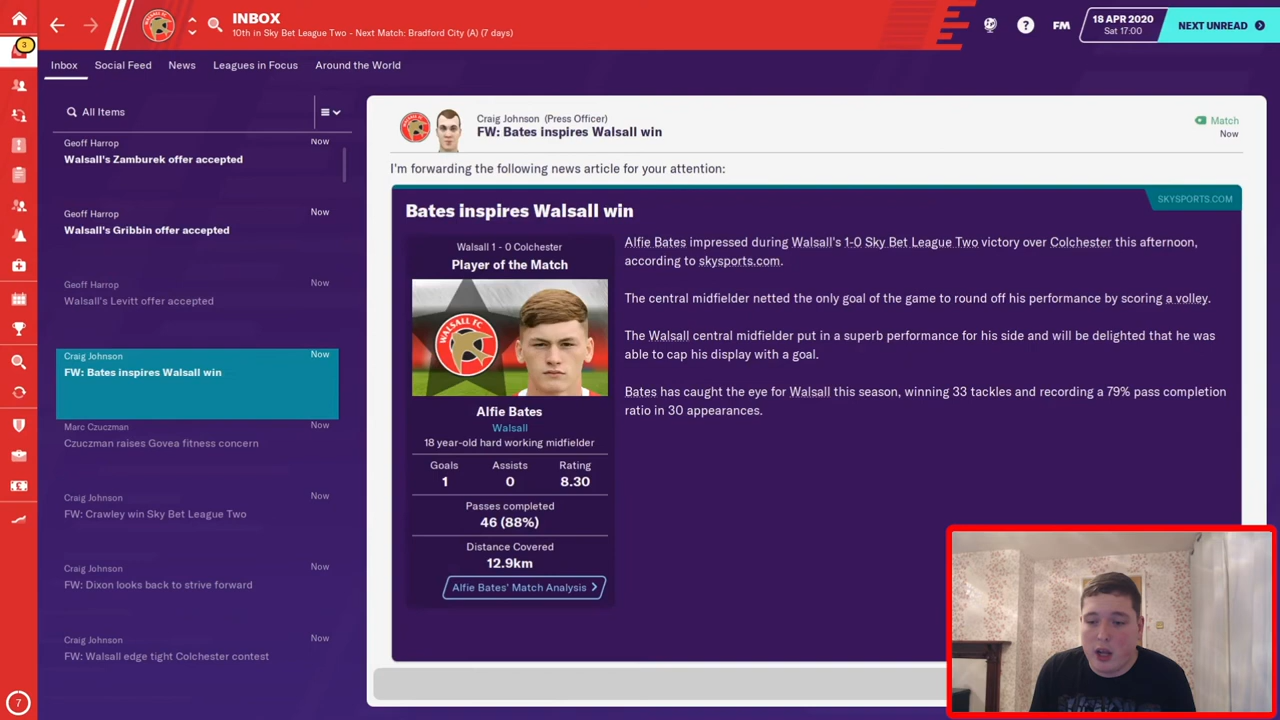 INBOX
10th in Sky Bet League Two - Next Match: Bradford City (A) (7 days)
?
FM
18 APR 2020
Sat 17:00
NEXT UNREAD
3
Inbox
Social Feed
News
Leagues in Focus
Around the World
All Items
Geoff Harrop
Now
Walsall's Zamburek offer accepted
Geoff Harrop
Now
Walsall's Gribbin offer accepted
Geoff Harrop
Now
Walsall's Levitt offer accepted
Craig Johnson
Now
FW: Bates inspires Walsall win
Marc Czuczman
Now
Czuczman raises Govea fitness concern
Craig Johnson
Now
FW: Crawley win Sky Bet League Two
Craig Johnson
Now
FW: Dixon looks back to strive forward
Craig Johnson
Now
FW: Walsall edge tight Colchester contest
7
Craig Johnson (Press Officer)
FW: Bates inspires Walsall win
Match
Now
I'm forwarding the following news article for your attention:
SKYSPORTS.COM
Bates inspires Walsall win
Walsall 1 - 0 Colchester
Player of the Match
WALSALL FC
Alfie Bates
Walsall
18 year-old hard working midfielder
Goals
Assists
Rating
1
0
8.30
Passes completed
46 (88%)
Distance Covered
12.9km
Alfie Bates' Match Analysis
Alfie Bates impressed during Walsall's 1-0 Sky Bet League Two victory over Colchester this afternoon,
according to skysports.com.
The central midfielder netted the only goal of the game to round off his performance by scoring a volley.
The Walsall central midfielder put in a superb performance for his side and will be delighted that he was
able to cap his display with a goal.
Bates has caught the eye for Walsall this season, winning 33 tackles and recording a 79% pass completion
ratio in 30 appearances.